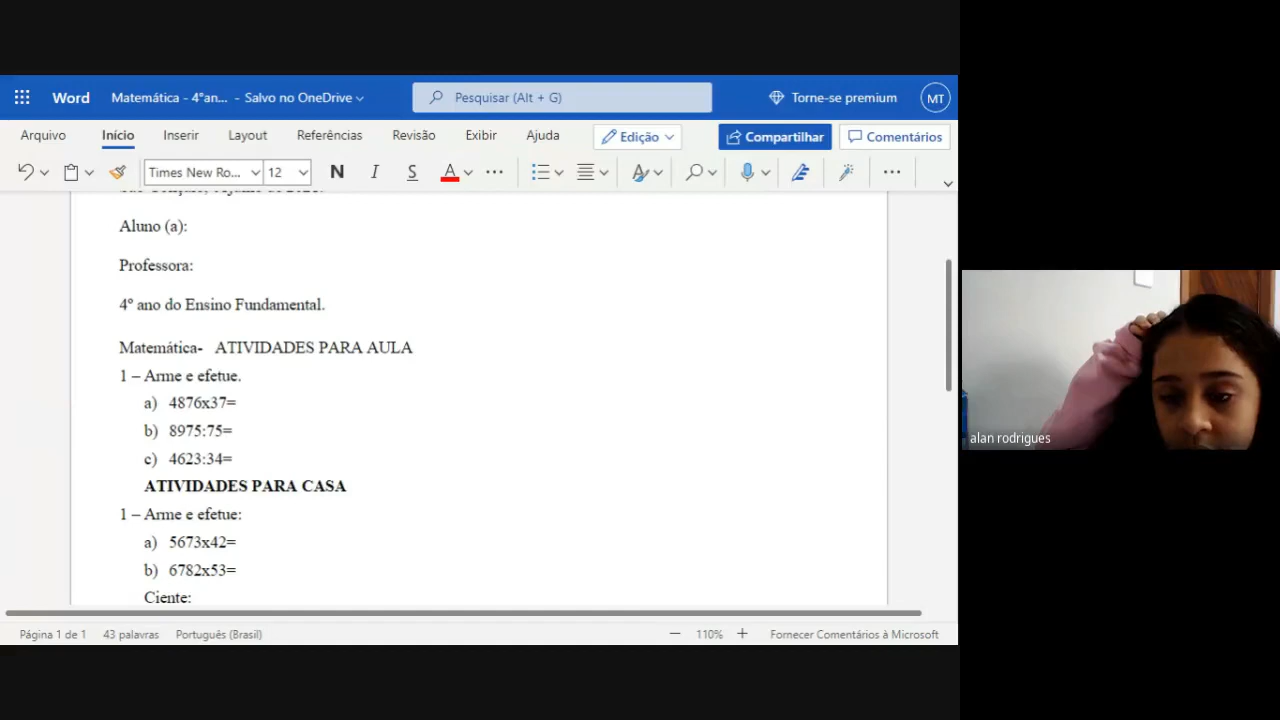 Word Matemática - 4°an... - Salvo no OneDrive Pesquisar (Alt + G) Torne-se premium MT
Arquivo Início Inserir Layout Referências Revisão Exibir Ajuda Edição Compartilhar Comentários
Times New Ro... 12 N I S A
Aluno (a):
Professora:
4º ano do Ensino Fundamental.
Matemática- ATIVIDADES PARA AULA
1 – Arme e efetue.
a) 4876x37=
b) 8975:75=
c) 4623:34=
ATIVIDADES PARA CASA
1 – Arme e efetue:
a) 5673x42=
b) 6782x53=
Ciente:
Página 1 de 1 43 palavras Português (Brasil) 110% Fornecer Comentários à Microsoft
alan rodrigues